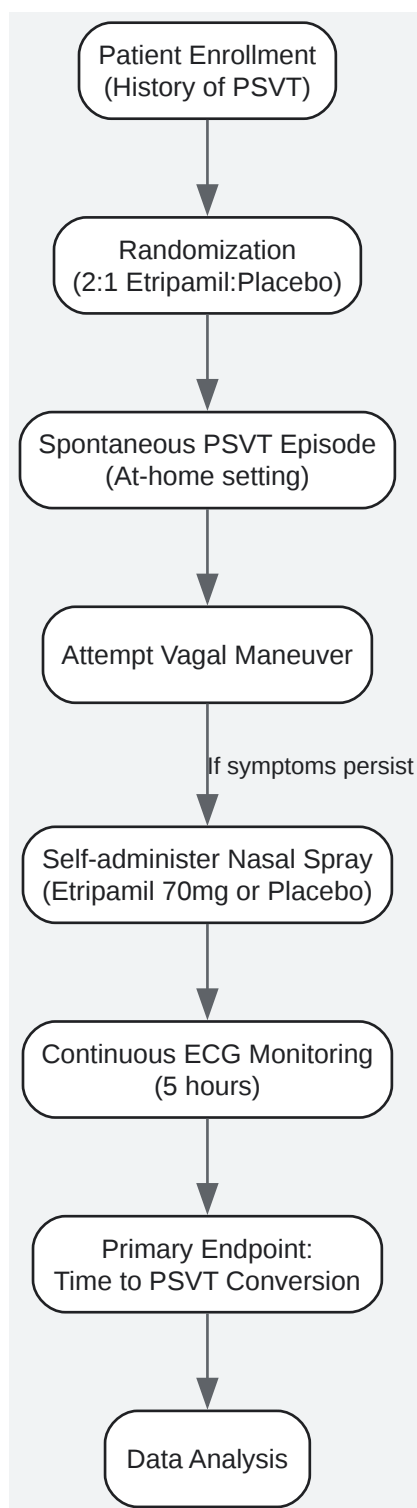 Patient Enrollment
(History of PSVT)
Randomization
(2:1 Etripamil:Placebo)
Spontaneous PSVT Episode
(At-home setting)
Attempt Vagal Maneuver
If symptoms persist
Self-administer Nasal Spray
(Etripamil 70mg or Placebo)
Continuous ECG Monitoring
(5 hours)
Primary Endpoint:
Time to PSVT Conversion
Data Analysis